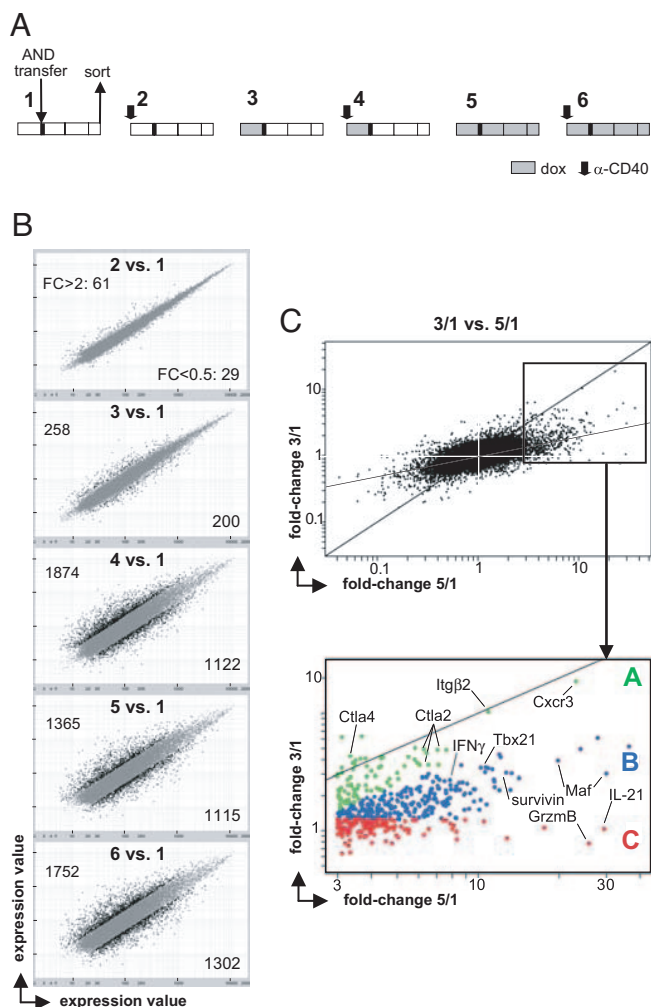 A
AND
transfer
sort
1
2
3
4
5
6
dox
α-CD40
B
2 vs. 1
FC>2: 61
FC<0.5: 29
3 vs. 1
258
200
4 vs. 1
1874
1122
5 vs. 1
1365
1115
6 vs. 1
1752
1302
expression value
expression value
C
3/1 vs. 5/1
10
1
0.1
fold-change 3/1
0.1
1
10
fold-change 5/1
10
1
fold-change 3/1
Itgβ2
A
Cxcr3
Ctla4
Ctla2
IFNγ
Tbx21
B
survivin
Maf
IL-21
GrzmB
C
3
10
30
fold-change 5/1